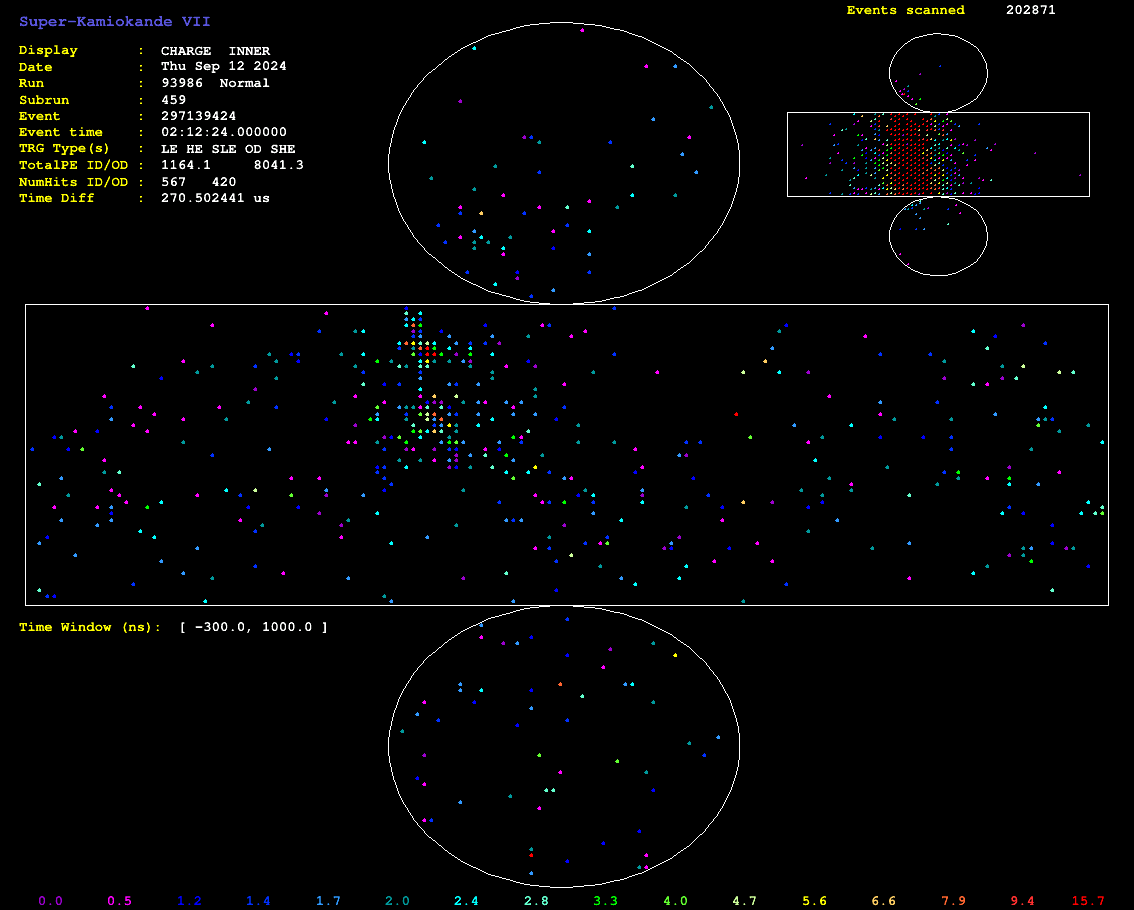 Super-Kamiokande VII
Events scanned 202871
Display : CHARGE INNER
Date : Thu Sep 12 2024
Run : 93986 Normal
Subrun : 459
Event : 297139424
Event time : 02:12:24.000000
TRG Type(s) : LE HE SLE OD SHE
TotalPE ID/OD : 1164.1 8041.3
NumHits ID/OD : 567 420
Time Diff : 270.502441 us
Time Window (ns): [ -300.0, 1000.0 ]
0.0 0.5 1.2 1.4 1.7 2.0 2.4 2.8 3.3 4.0 4.7 5.6 6.6 7.9 9.4 15.7